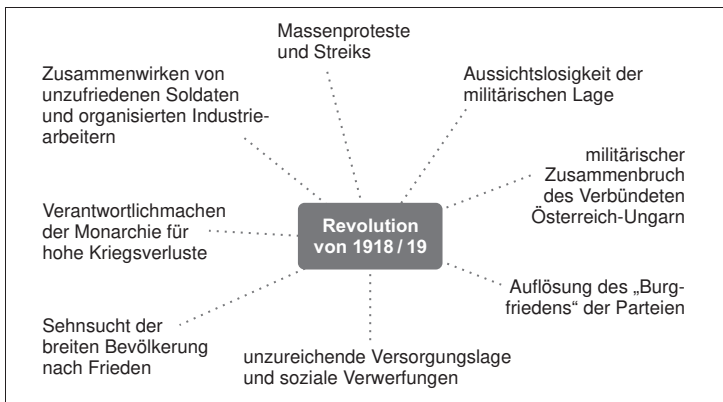 Massenproteste
und Streiks
Zusammenwirken von
unzufriedenen Soldaten
und organisierten Industrie-
arbeitern
Aussichtslosigkeit der
militärischen Lage
militärischer
Zusammenbruch
des Verbündeten
Österreich-Ungarn
Verantwortlichmachen
der Monarchie für
hohe Kriegsverluste
Revolution
von 1918 / 19
Auflösung des „Burg-
friedens“ der Parteien
Sehnsucht der
breiten Bevölkerung
nach Frieden
unzureichende Versorgungslage
und soziale Verwerfungen